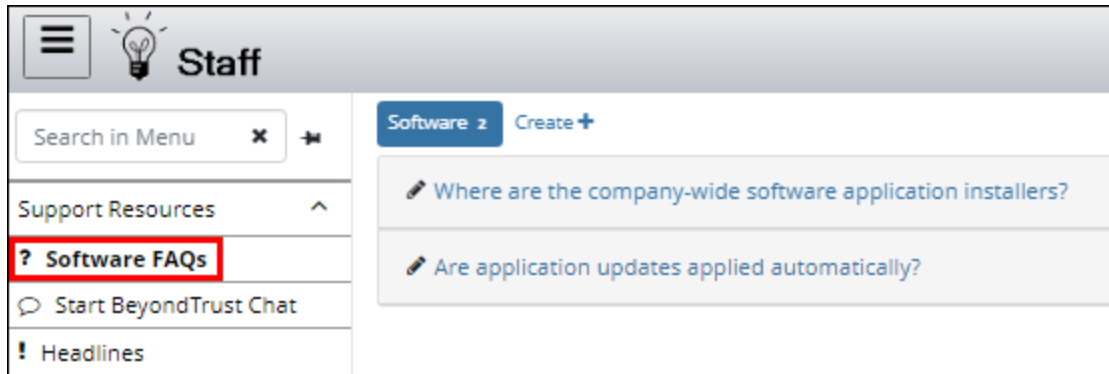 Staff
Search in Menu
Software 2 Create
Where are the company-wide software application installers?
Support Resources
? Software FAQs
Are application updates applied automatically?
Start BeyondTrust Chat
! Headlines